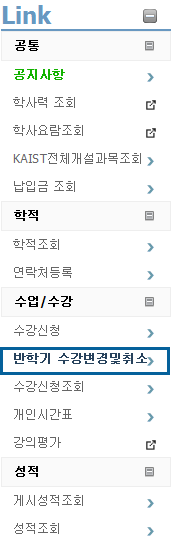 Link
공통
공지사항
학사력 조회
학사요람조회
KAIST전체개설과목조회
납입금 조회
학적
학적조회
연락처등록
수업/수강
수강신청
반학기 수강변경및취소
수강신청조회
개인시간표
강의평가
성적
게시성적조회
성적조회